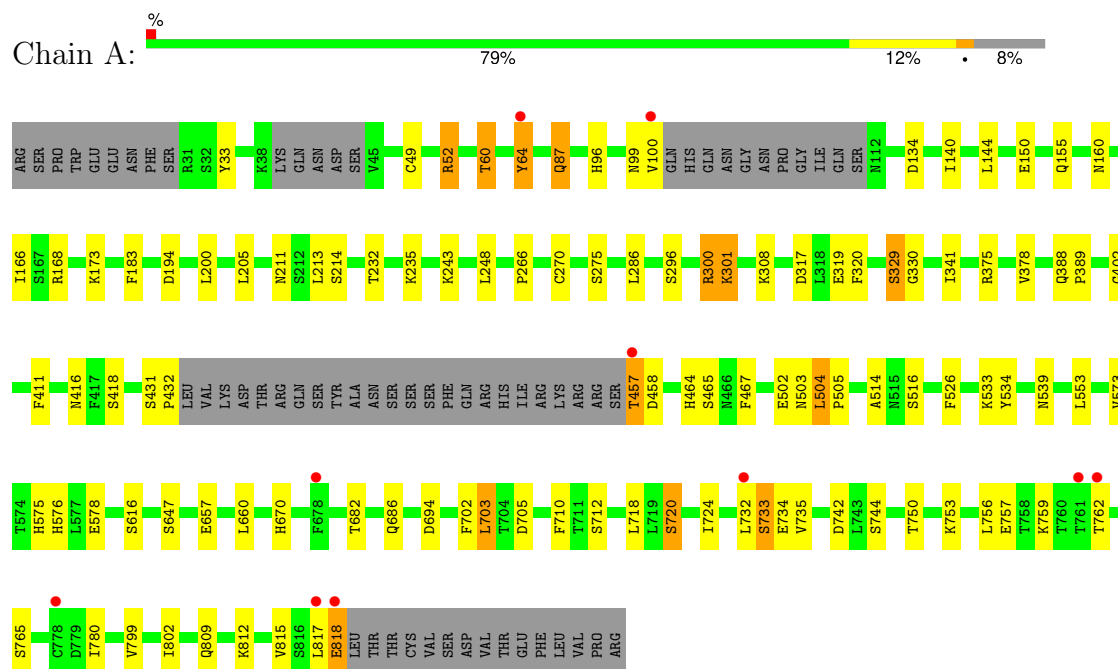 %
Chain A:
79% 12% • 8%
ARG SER PRO TRP GLU GLU ASN PHE SER R31 S32 Y33 K38 LYS GLN ASN ASP SER V45 C49 R52 T60 Y64 Q87 H96 N99 V100 GLN HIS GLN ASN GLY ASN PRO GLY ILE GLN SER N112 D134 I140 L144 E150 Q155 N160
I166 S167 R168 K173 F183 D194 L200 L205 N211 S212 L213 S214 T232 K235 K243 L248 P266 C270 S275 L286 S296 R300 K301 K308 D317 L318 E319 F320 S329 G330 I341 R375 V378 Q388 P389
F411 N416 F417 S418 S431 P432 LEU VAL LYS ASP THR ARG GLN SER TYR ALA ASN SER SER SER PHE GLN ARG HIS ILE ARG LYS ARG ARG SER T457 D458 H464 S465 N466 F467 E502 N503 L504 P505 A514 N515 S516 F526 K533 Y534 N539 L553
T574 H575 H576 L577 E578 S616 S647 E657 L660 H670 F678 T682 Q686 D694 F702 L703 T704 D705 F710 T711 S712 L718 L719 S720 I724 L732 S733 E734 V735 D742 L743 S744 T750 K753 L756 E757 T758 K759 T760 T761 T762
S765 C778 D779 I780 V799 I802 Q809 K812 V815 S816 L817 E818 LEU THR THR CYS VAL SER ASP VAL THR GLU PHE LEU VAL PRO ARG